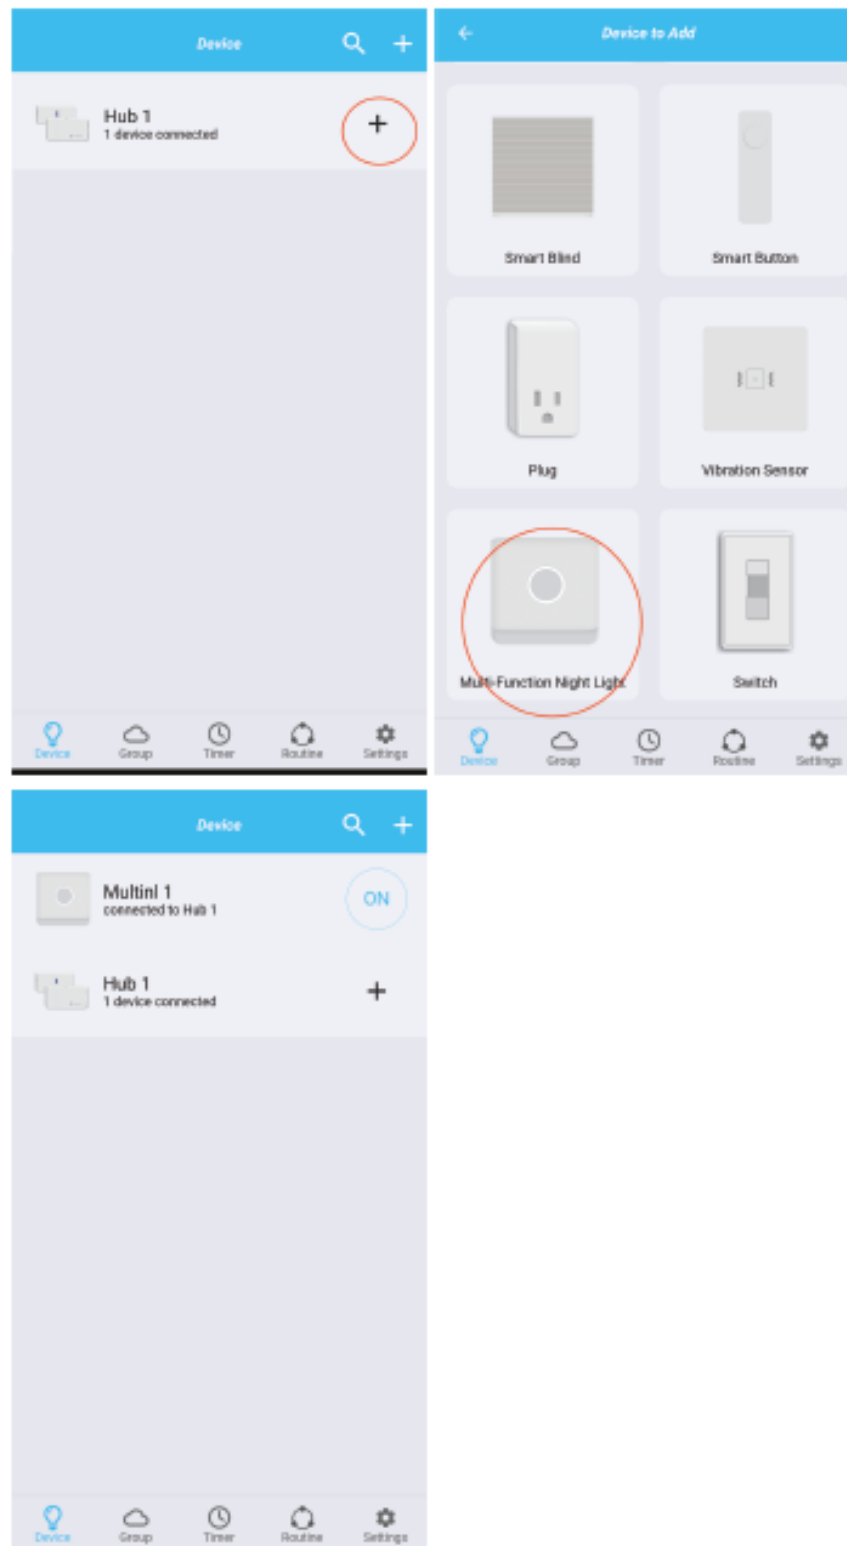 Device
Hub 1
1 device connected
Device Group Timer Routine Settings
Device to Add
Smart Blind Smart Button
Plug Vibration Sensor
Multi-Function Night Light Switch
Device Group Timer Routine Settings
Device
Multinl 1
connected to Hub 1
ON
Hub 1
1 device connected
Device Group Timer Routine Settings